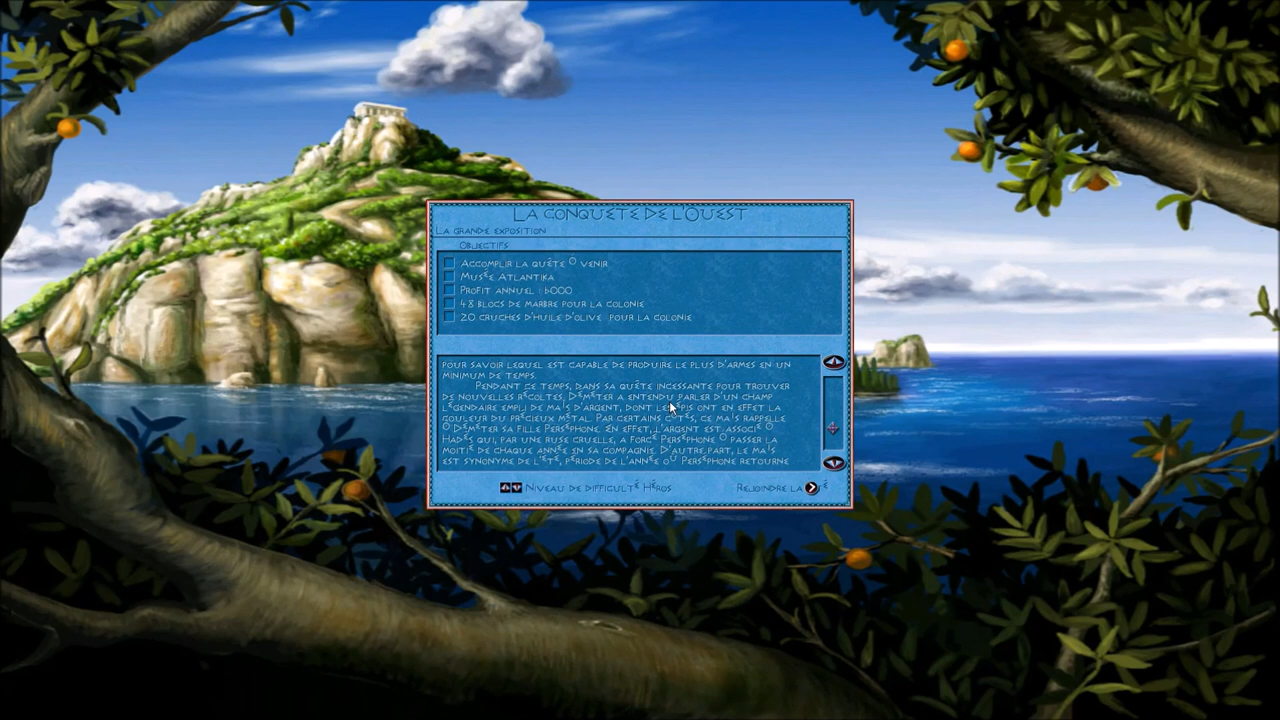 La conquête de l'Ouest
La grande exposition
Objectifs
Accomplir la quête à venir
Musée Atlantika
Profit annuel : 6000
48 blocs de marbre pour la colonie
20 cruches d'huile d'olive pour la colonie
pour savoir lequel est capable de produire le plus d'armes en un
minimum de temps.
Pendant ce temps, dans sa quête incessante pour trouver
de nouvelles récoltes, Déméter a entendu parler d'un champ
légendaire empli de maïs d'argent, dont les épis ont en effet la
couleur du précieux métal. Par certains côtés, ce maïs rappelle
à Déméter sa fille Perséphone. En effet, l'argent est associé à
Hadès qui, par une ruse cruelle, a forcé Perséphone à passer la
moitié de chaque année en sa compagnie. D'autre part, le maïs
est synonyme de l'été, période de l'année où Perséphone retourne
Niveau de difficulté Héros
Rejoindre la